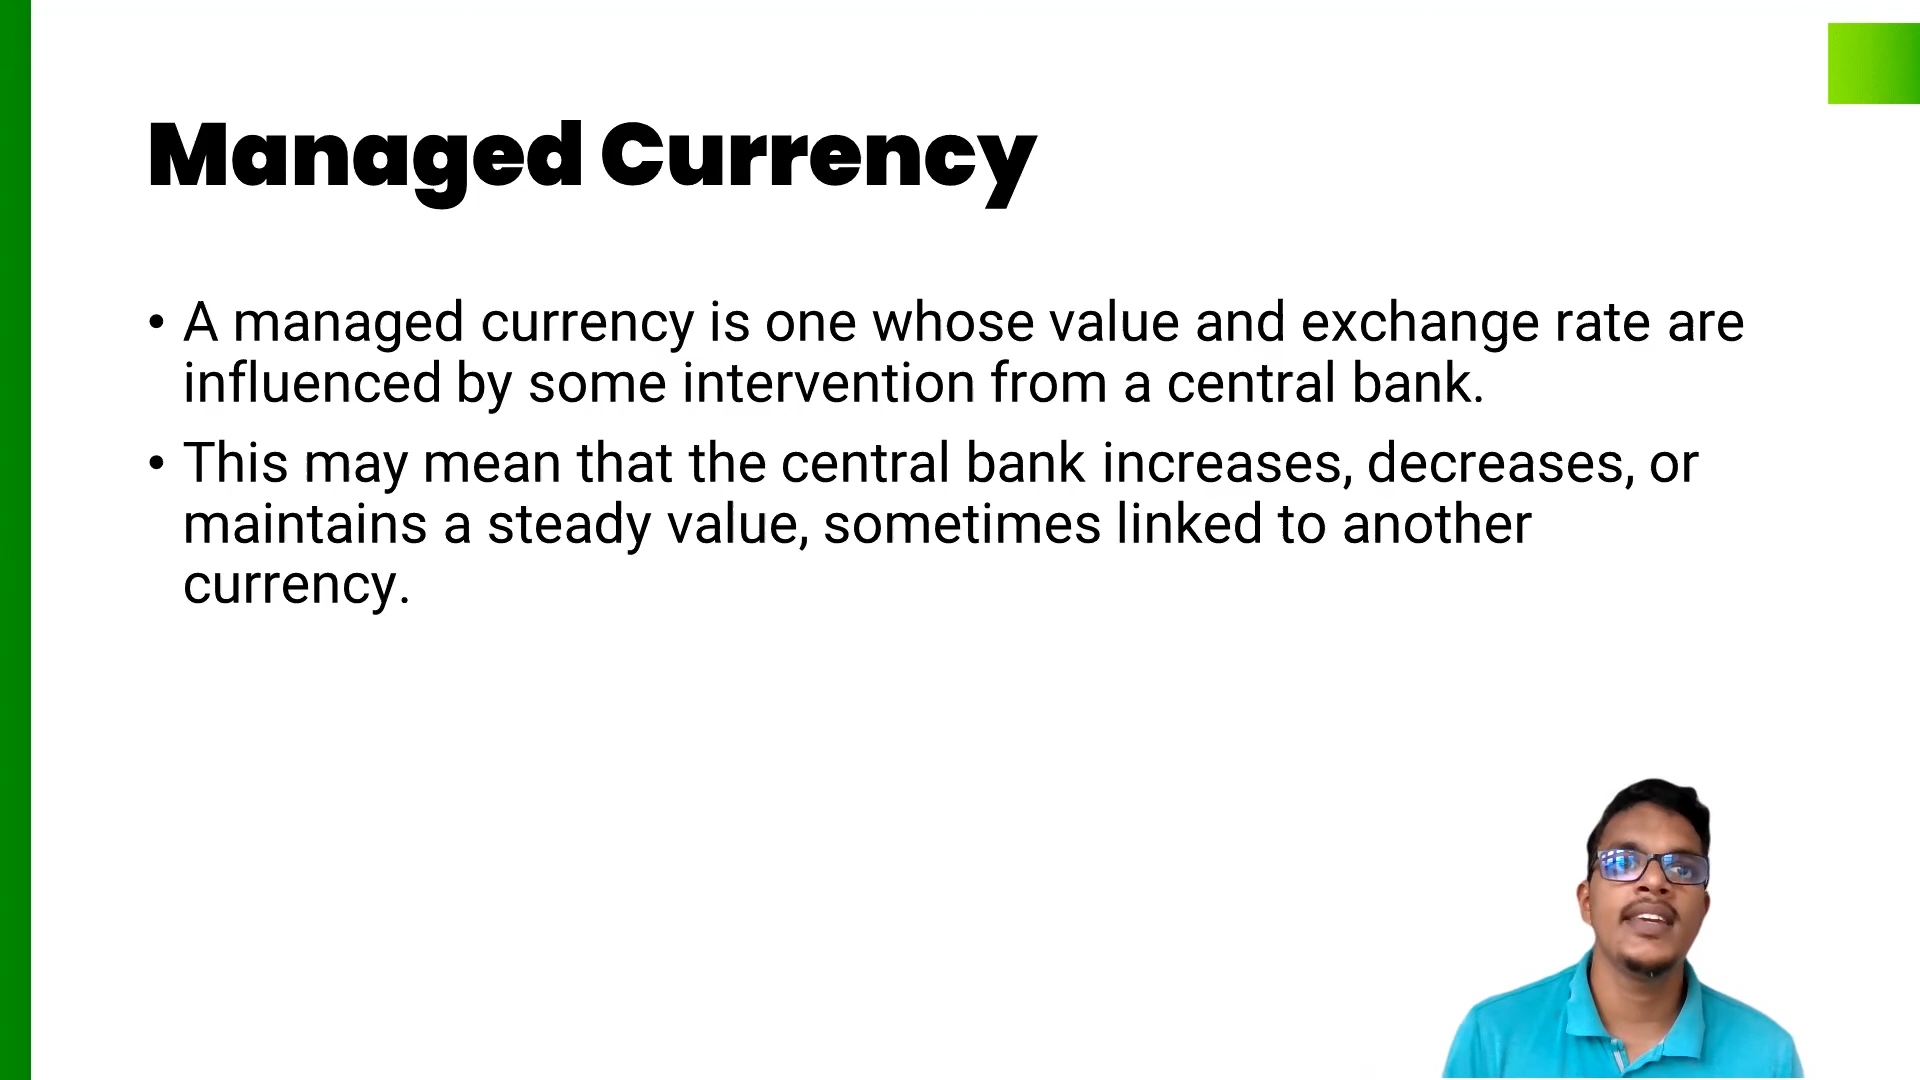 Managed Currency
• A managed currency is one whose value and exchange rate are
influenced by some intervention from a central bank.
• This may mean that the central bank increases, decreases, or
maintains a steady value, sometimes linked to another
currency.